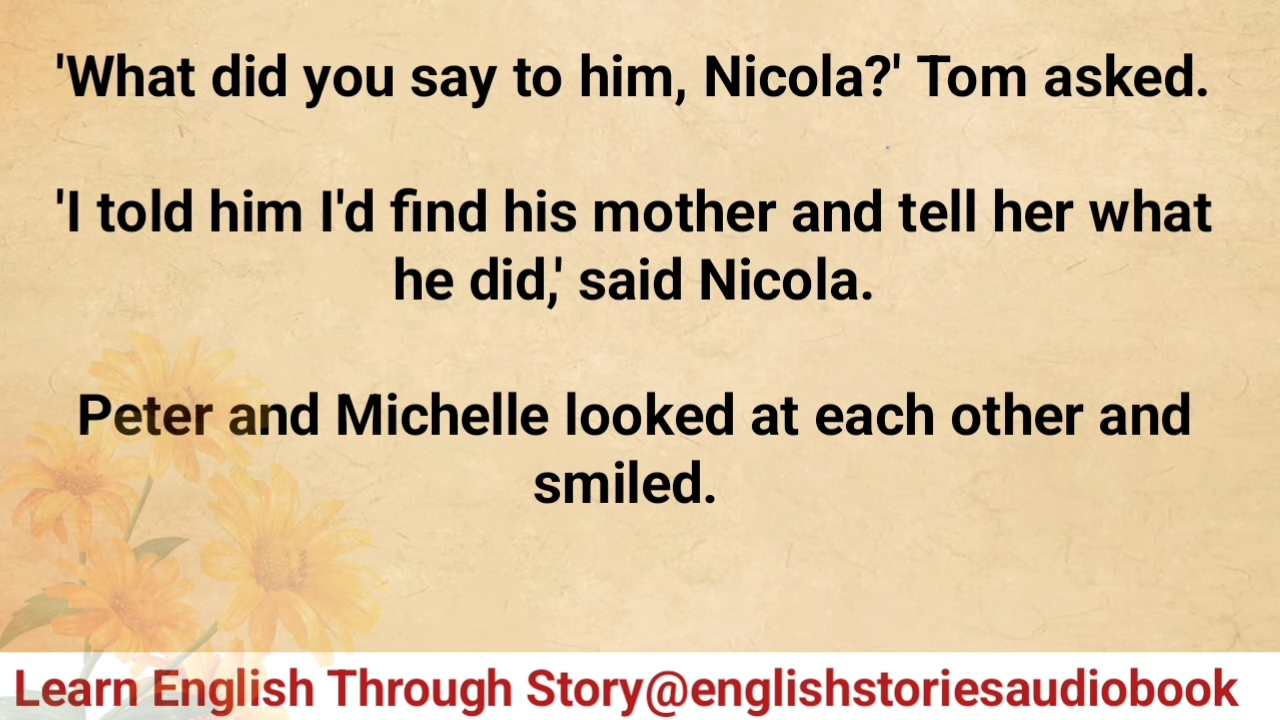 'What did you say to him, Nicola?' Tom asked.
'I told him I'd find his mother and tell her what
he did,' said Nicola.
Peter and Michelle looked at each other and
smiled.
Learn English Through Story@englishstoriesaudiobook